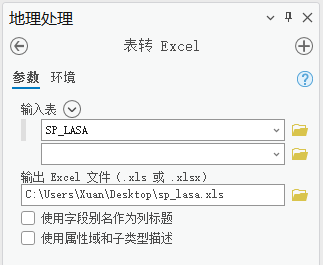 地理处理
表转 Excel
参数 环境
输入表
SP_LASA
输出 Excel 文件 (.xls 或 .xlsx)
C:\Users\Xuan\Desktop\sp_lasa.xls
使用字段别名作为列标题
使用属性域和子类型描述